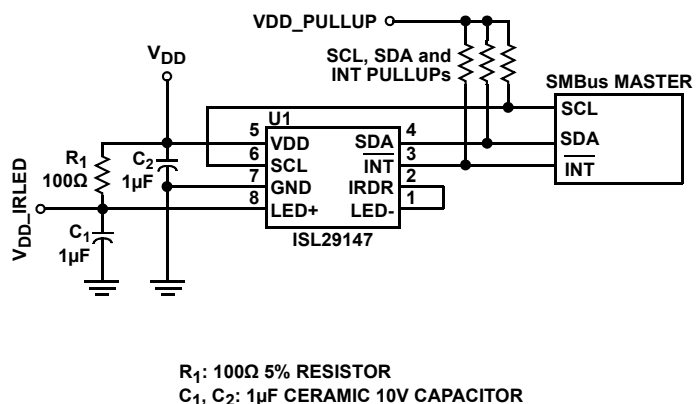 VDD_PULLUP
VDD
SCL, SDA and
INT PULLUPs
SMBus MASTER
SCL
SDA
INT
U1
5 VDD SDA 4
6 SCL INT 3
7 GND IRDR 2
8 LED+ LED- 1
ISL29147
R1
100Ω
C2
1µF
VDD_IRLED
C1
1µF
R1: 100Ω 5% RESISTOR
C1, C2: 1µF CERAMIC 10V CAPACITOR